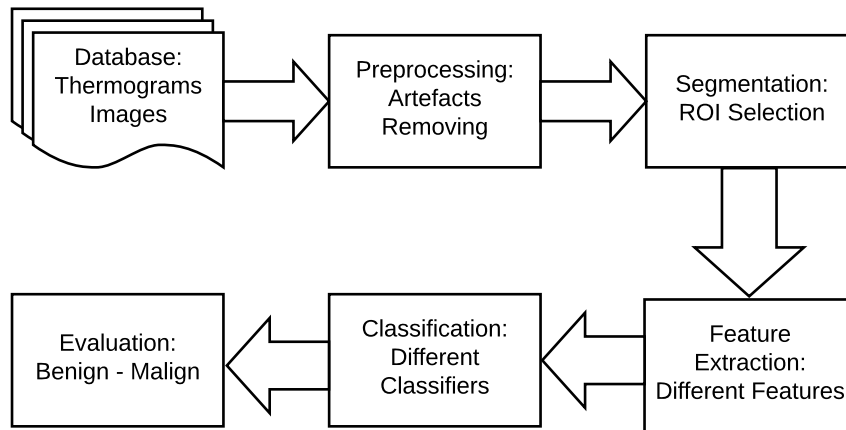 Database:
Thermograms
Images
Preprocessing:
Artefacts
Removing
Segmentation:
ROI Selection
Feature
Extraction:
Different Features
Classification:
Different
Classifiers
Evaluation:
Benign - Malign